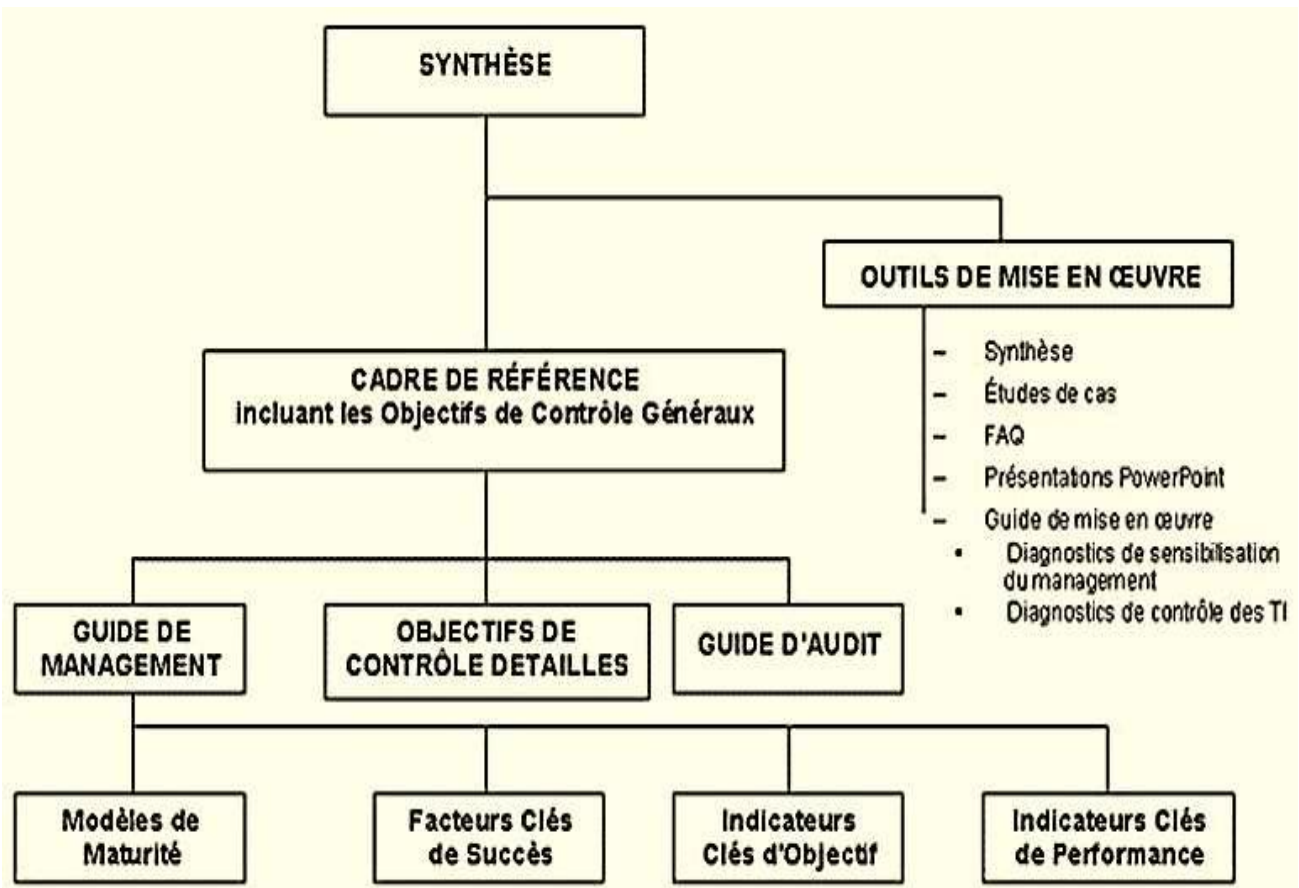 SYNTHÈSE
OUTILS DE MISE EN ŒUVRE
– Synthèse
– Études de cas
– FAQ
– Présentations PowerPoint
– Guide de mise en œuvre
• Diagnostics de sensibilisation
du management
• Diagnostics de contrôle des TI
CADRE DE RÉFÉRENCE
incluant les Objectifs de Contrôle Généraux
GUIDE DE
MANAGEMENT
OBJECTIFS DE
CONTRÔLE DETAILLES
GUIDE D'AUDIT
Modèles de
Maturité
Facteurs Clés
de Succès
Indicateurs
Clés d'Objectif
Indicateurs Clés
de Performance